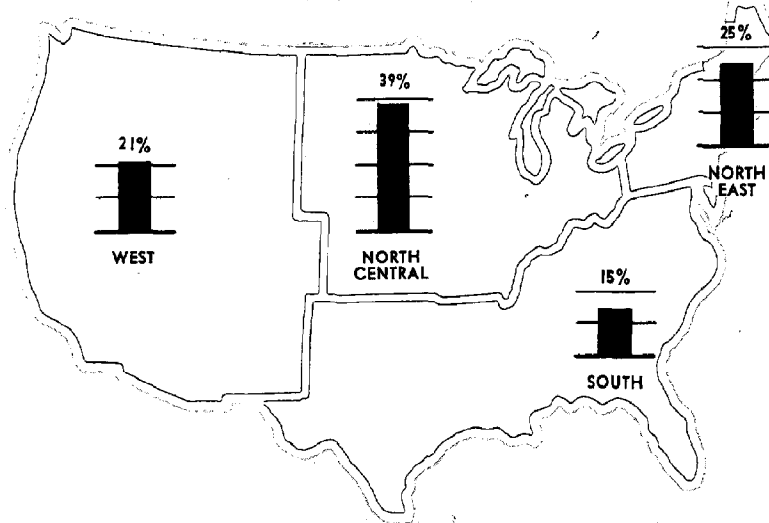 25%
39%
21%
NORTH
EAST
WEST
NORTH
CENTRAL
15%
SOUTH